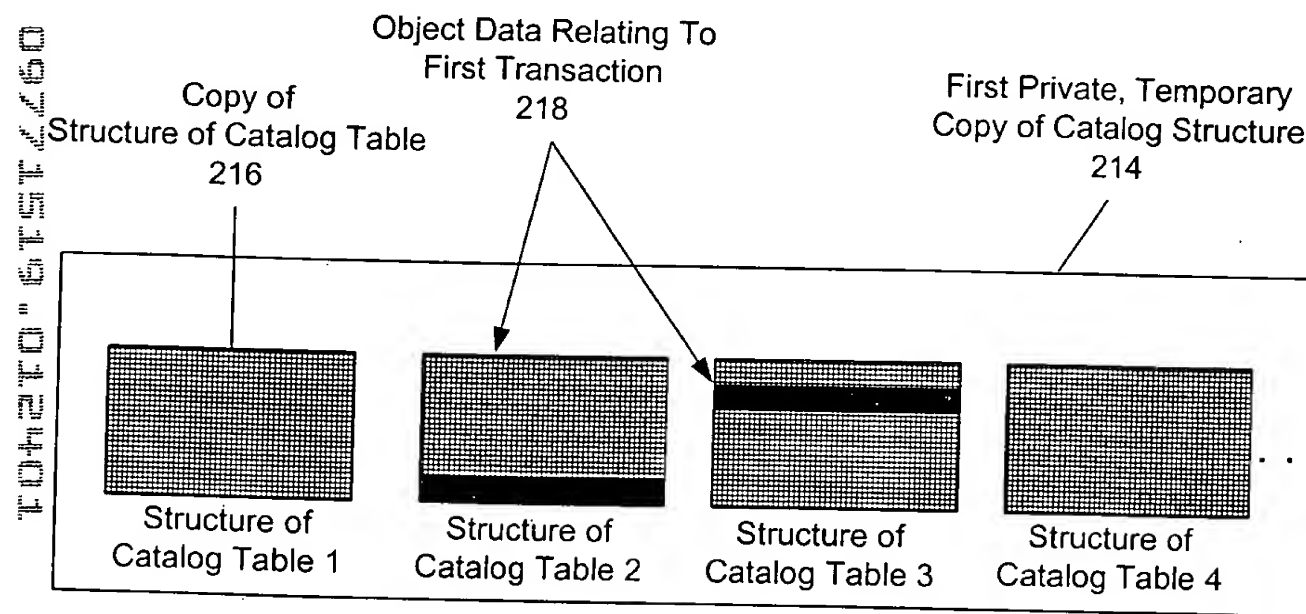 Object Data Relating To
First Transaction
218
Copy of
Structure of Catalog Table
216
First Private, Temporary
Copy of Catalog Structure
214
Structure of
Catalog Table 1
Structure of
Catalog Table 2
Structure of
Catalog Table 3
Structure of
Catalog Table 4
. .